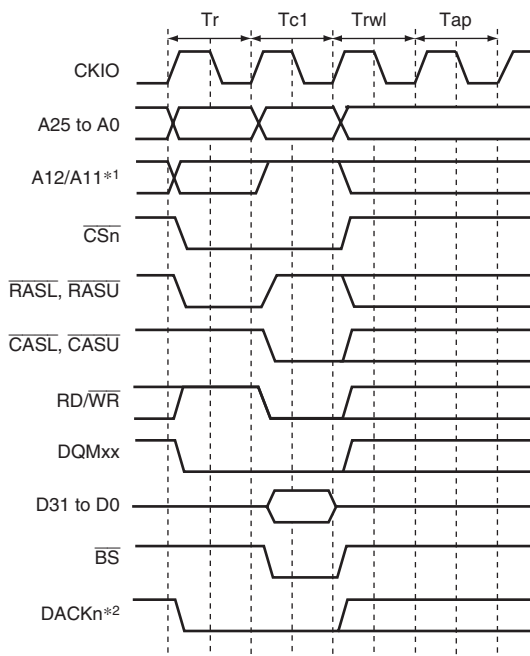 Tr Tc1 Trwl Tap
CKIO
A25 to A0
A12/A11*1
CSn
RASL, RASU
CASL, CASU
RD/WR
DQMxx
D31 to D0
BS
DACKn*2